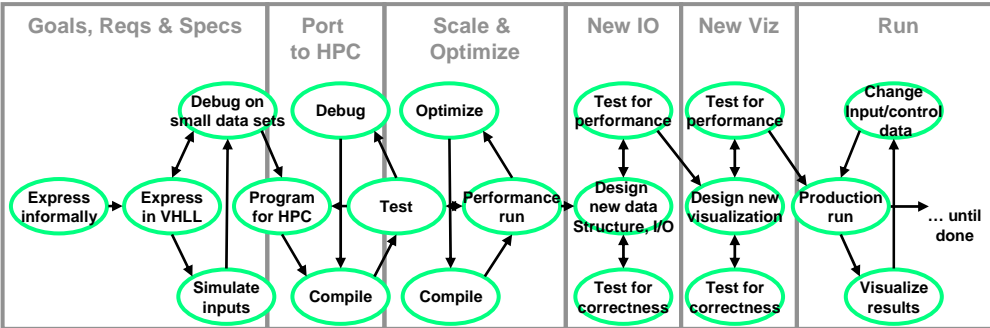 Goals, Reqs & Specs
Port
to HPC
Scale &
Optimize
New IO
New Viz
Run
Debug on
small data sets
Debug
Optimize
Test for
performance
Test for
performance
Change
Input/control
data
Express
informally
Express
in VHLL
Program
for HPC
Test
Performance
run
Design
new data
Structure, I/O
Design new
visualization
Production
run
... until
done
Simulate
inputs
Compile
Compile
Test for
correctness
Test for
correctness
Visualize
results